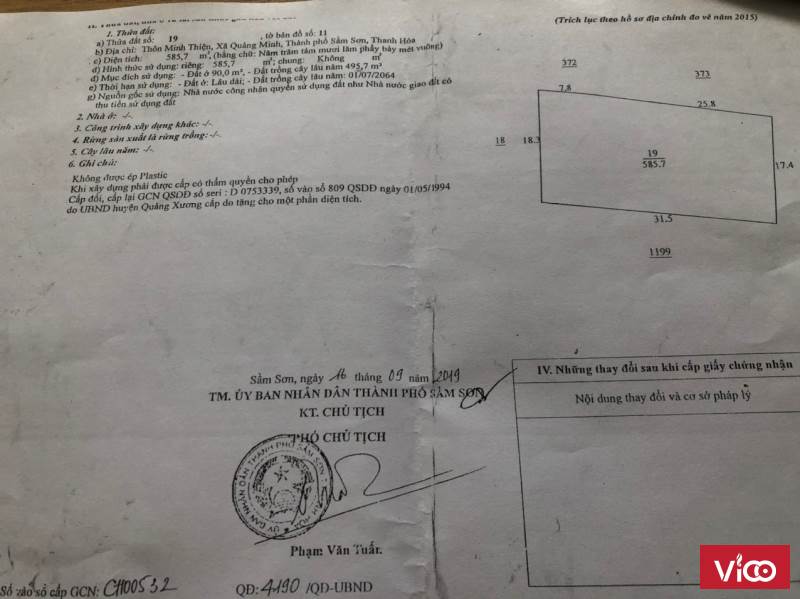 1. Thửa đất:
a) Thửa đất số: 19 , tờ bản đồ số: 11
b) Địa chỉ: Thôn Minh Thiện, Xã Quảng Minh, Thành phố Sầm Sơn, Thanh Hóa
c) Diện tích: 585,7 m², (bằng chữ: Năm trăm tám mươi lăm phẩy bảy mét vuông)
d) Hình thức sử dụng: riêng: 585,7 m²; chung: Không m²
đ) Mục đích sử dụng: - Đất ở 90,0 m², - Đất trồng cây lâu năm 495,7 m²
e) Thời hạn sử dụng: - Đất ở: Lâu dài; - Đất trồng cây lâu năm: 01/07/2064
g) Nguồn gốc sử dụng: Nhà nước công nhận quyền sử dụng đất như Nhà nước giao đất có
thu tiền sử dụng đất
2. Nhà ở: -/-
3. Công trình xây dựng khác: -/-
4. Rừng sản xuất là rừng trồng: -/-
5. Cây lâu năm: -/-
6. Ghi chú:
Không được ép Plastic
Khi xây dựng phải được cấp có thẩm quyền cho phép
Cấp đổi, cấp lại GCN QSDĐ số seri : D 0753339, số vào sổ 809 QSDĐ ngày 01/05/1994
do UBND huyện Quảng Xương cấp do tăng cho một phần diện tích.
(Trích lục theo hồ sơ địa chính đo vẽ năm 2015)
372
373
7,8
25.8
18
18.3
19
585.7
17.4
31.5
1199
Sầm Sơn, ngày 16 tháng 09 năm 2019
TM. ỦY BAN NHÂN DÂN THÀNH PHỐ SẦM SƠN
KT. CHỦ TỊCH
PHÓ CHỦ TỊCH
ỦY BAN NHÂN DÂN THÀNH PHỐ SẦM SƠN
Phạm Văn Tuấn.
Số vào sổ cấp GCN: CH00532
QĐ: 4190 /QĐ-UBND
IV. Những thay đổi sau khi cấp giấy chứng nhận
Nội dung thay đổi và cơ sở pháp lý
ViCO